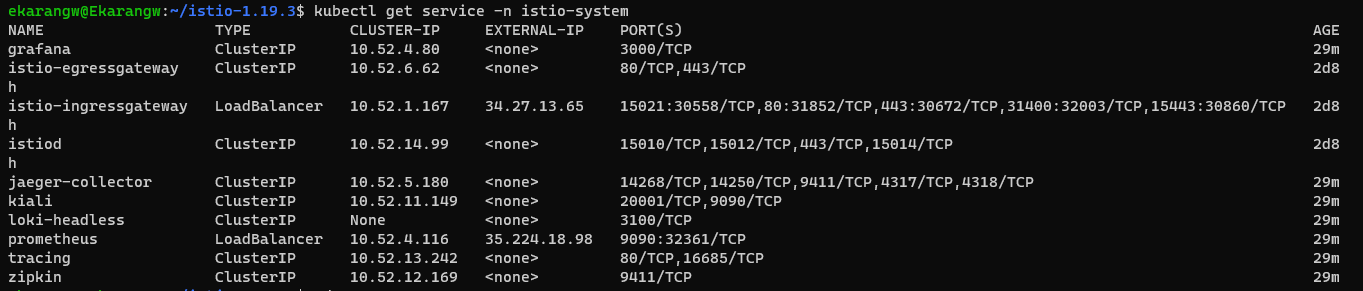 ekarangw@Ekarangw:~/istio-1.19.3$ kubectl get service -n istio-system
NAME                   TYPE           CLUSTER-IP     EXTERNAL-IP    PORT(S)                                                                      AGE
grafana                ClusterIP      10.52.4.80     <none>         3000/TCP                                                                     29m
istio-egressgateway    ClusterIP      10.52.6.62     <none>         80/TCP,443/TCP                                                               2d8
h
istio-ingressgateway   LoadBalancer   10.52.1.167    34.27.13.65    15021:30558/TCP,80:31852/TCP,443:30672/TCP,31400:32003/TCP,15443:30860/TCP   2d8
h
istiod                 ClusterIP      10.52.14.99    <none>         15010/TCP,15012/TCP,443/TCP,15014/TCP                                        2d8
h
jaeger-collector       ClusterIP      10.52.5.180    <none>         14268/TCP,14250/TCP,9411/TCP,4317/TCP,4318/TCP                               29m
kiali                  ClusterIP      10.52.11.149   <none>         20001/TCP,9090/TCP                                                           29m
loki-headless          ClusterIP      None           <none>         3100/TCP                                                                     29m
prometheus             LoadBalancer   10.52.4.116    35.224.18.98   9090:32361/TCP                                                               29m
tracing                ClusterIP      10.52.13.242   <none>         80/TCP,16685/TCP                                                             29m
zipkin                 ClusterIP      10.52.12.169   <none>         9411/TCP                                                                     29m